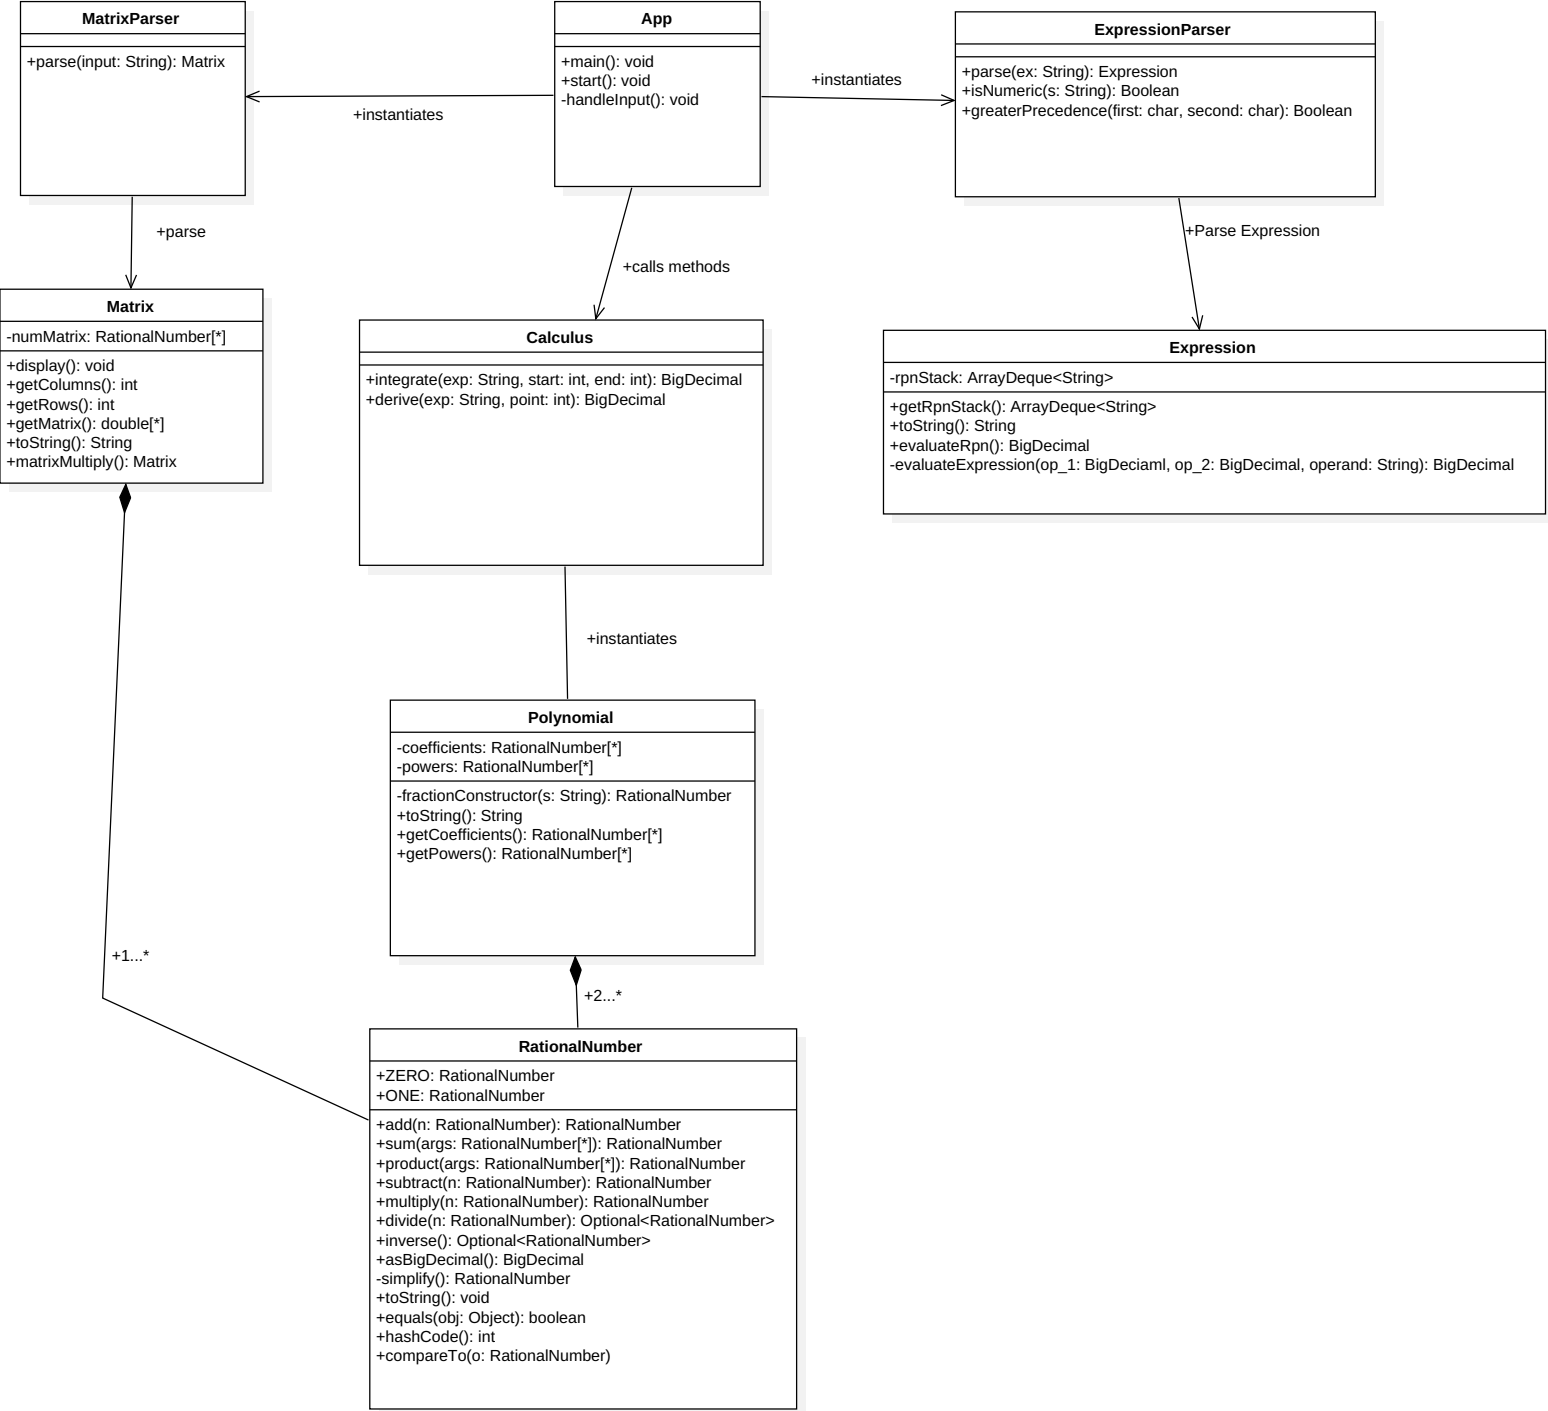 MatrixParser
+parse(input: String): Matrix
App
+main(): void
+start(): void
-handleInput(): void
ExpressionParser
+parse(ex: String): Expression
+isNumeric(s: String): Boolean
+greaterPrecedence(first: char, second: char): Boolean
+instantiates
+instantiates
+parse
+calls methods
+Parse Expression
Matrix
-numMatrix: RationalNumber[*]
+display(): void
+getColumns(): int
+getRows(): int
+getMatrix(): double[*]
+toString(): String
+matrixMultiply(): Matrix
Calculus
+integrate(exp: String, start: int, end: int): BigDecimal
+derive(exp: String, point: int): BigDecimal
Expression
-rpnStack: ArrayDeque<String>
+getRpnStack(): ArrayDeque<String>
+toString(): String
+evaluateRpn(): BigDecimal
-evaluateExpression(op_1: BigDeciaml, op_2: BigDecimal, operand: String): BigDecimal
+instantiates
Polynomial
-coefficients: RationalNumber[*]
-powers: RationalNumber[*]
-fractionConstructor(s: String): RationalNumber
+toString(): String
+getCoefficients(): RationalNumber[*]
+getPowers(): RationalNumber[*]
+1...*
+2...*
RationalNumber
+ZERO: RationalNumber
+ONE: RationalNumber
+add(n: RationalNumber): RationalNumber
+sum(args: RationalNumber[*]): RationalNumber
+product(args: RationalNumber[*]): RationalNumber
+subtract(n: RationalNumber): RationalNumber
+multiply(n: RationalNumber): RationalNumber
+divide(n: RationalNumber): Optional<RationalNumber>
+inverse(): Optional<RationalNumber>
+asBigDecimal(): BigDecimal
-simplify(): RationalNumber
+toString(): void
+equals(obj: Object): boolean
+hashCode(): int
+compareTo(o: RationalNumber)